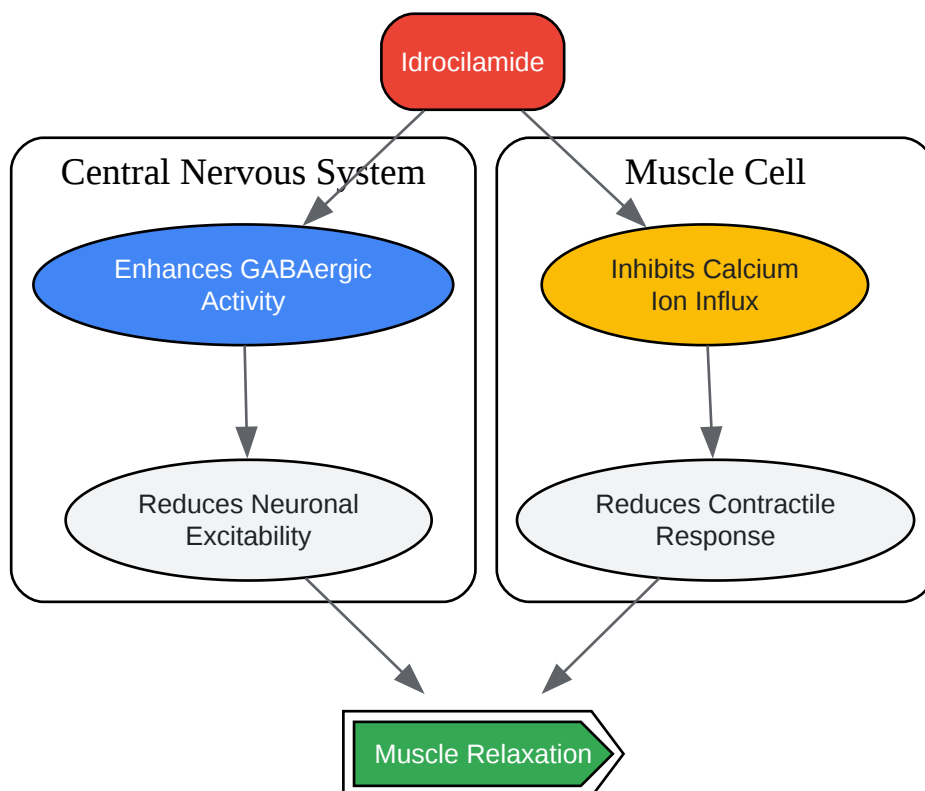 Idrocilamide
Central Nervous System
Muscle Cell
Enhances GABAergic
Activity
Inhibits Calcium
Ion Influx
Reduces Neuronal
Excitability
Reduces Contractile
Response
Muscle Relaxation